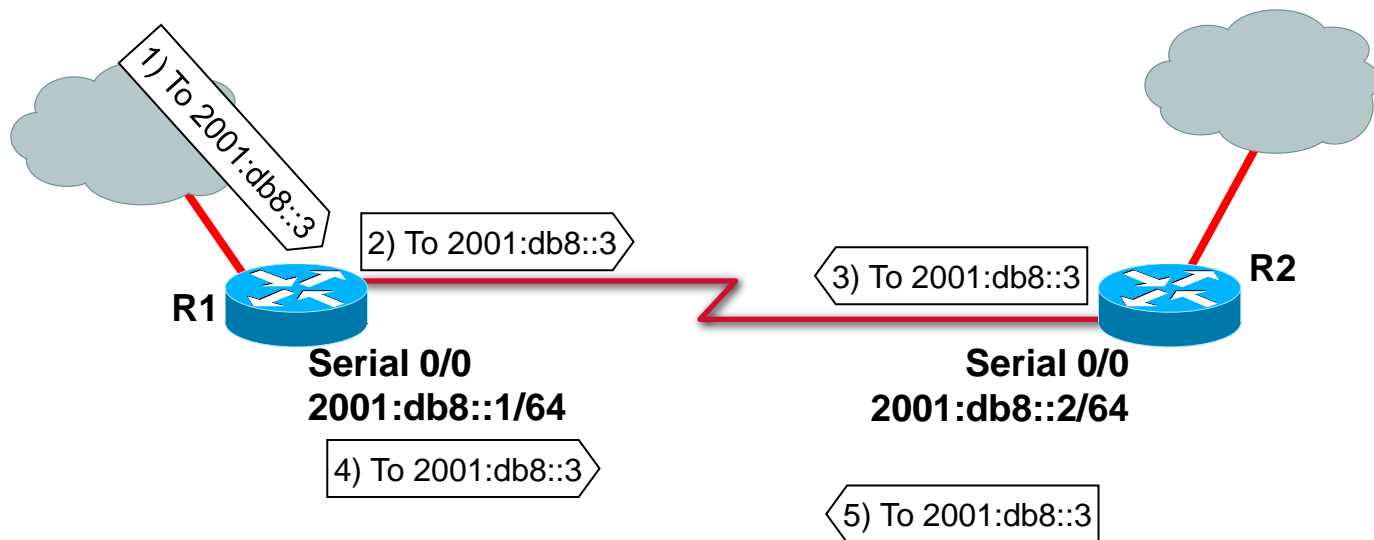 1) To 2001:db8::3
2) To 2001:db8::3
3) To 2001:db8::3
R1
R2
Serial 0/0
2001:db8::1/64
Serial 0/0
2001:db8::2/64
4) To 2001:db8::3
5) To 2001:db8::3